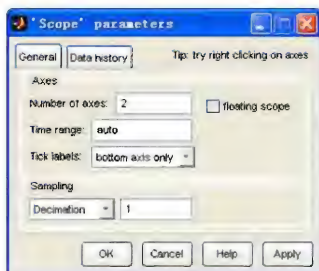 'Scope' parameters
General Data history Tip: try right clicking on axes
Axes
Number of axes: 2 floating scope
Time range: auto
Tick labels: bottom axis only
Sampling
Decimation 1
OK Cancel Help Apply